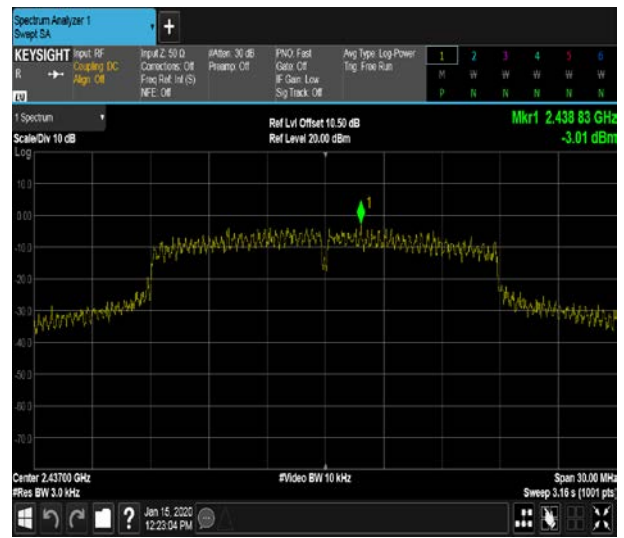 Spectrum Analyzer 1
Swept SA
+
KEYSIGHT
R
Input: RF
Coupling: DC
Align: Off
Input Z: 50 Ω
Corrections: Off
Freq Ref: Int (S)
NFE: Off
#Atten: 30 dB
Preamp: Off
PNO: Fast
Gate: Off
IF Gain: Low
Sig Track: Off
Avg Type: Log-Power
Trig: Free Run
1 2 3 4 5 6
M W W W W W
P N N N N N
1 Spectrum
Scale/Div 10 dB
Log
Ref Lvl Offset 10.50 dB
Ref Level 20.00 dBm
Mkr1 2.438 83 GHz
-3.01 dBm
1
10.0
0.00
-10.0
-20.0
-30.0
-40.0
-50.0
-60.0
-70.0
Center 2.43700 GHz
#Res BW 3.0 kHz
#Video BW 10 kHz
Span 30.00 MHz
Sweep 3.16 s (1001 pts)
?
Jan 15, 2020
12:23:04 PM